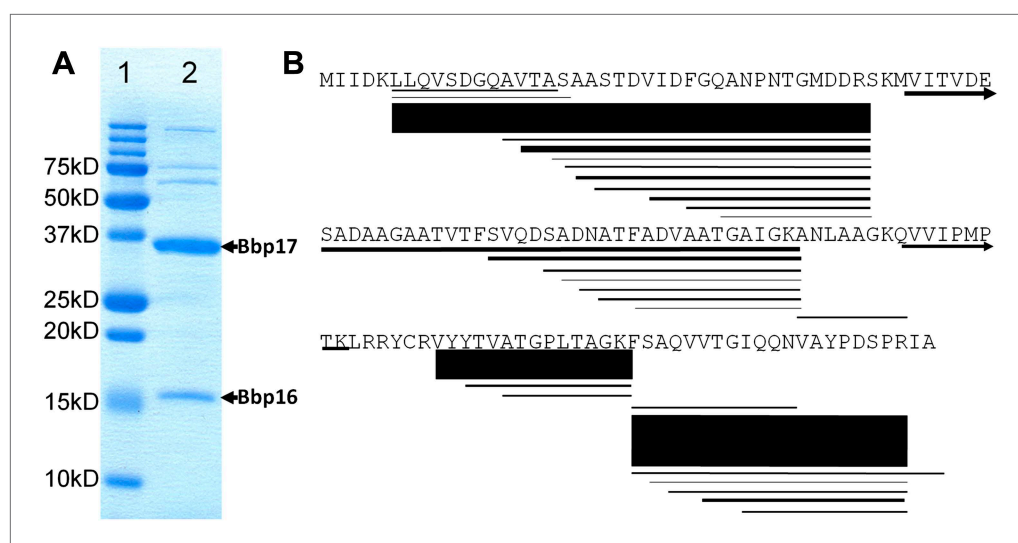 A
B
1 2
75kD
50kD
37kD
25kD
20kD
15kD
10kD
Bbp17
Bbp16
MIIDKLLQVSDGQAVTASAASTDVIDFGQANPNTGMDDRSKMVITVDE
SADAAGAATVTFSVQDSADNATFADVAATGAIGKANLAAGKQVVIPMP
TKLRRYCRVYYTVATGPLTAGKFSAQVVTGIQQNVAYPDSPRIA